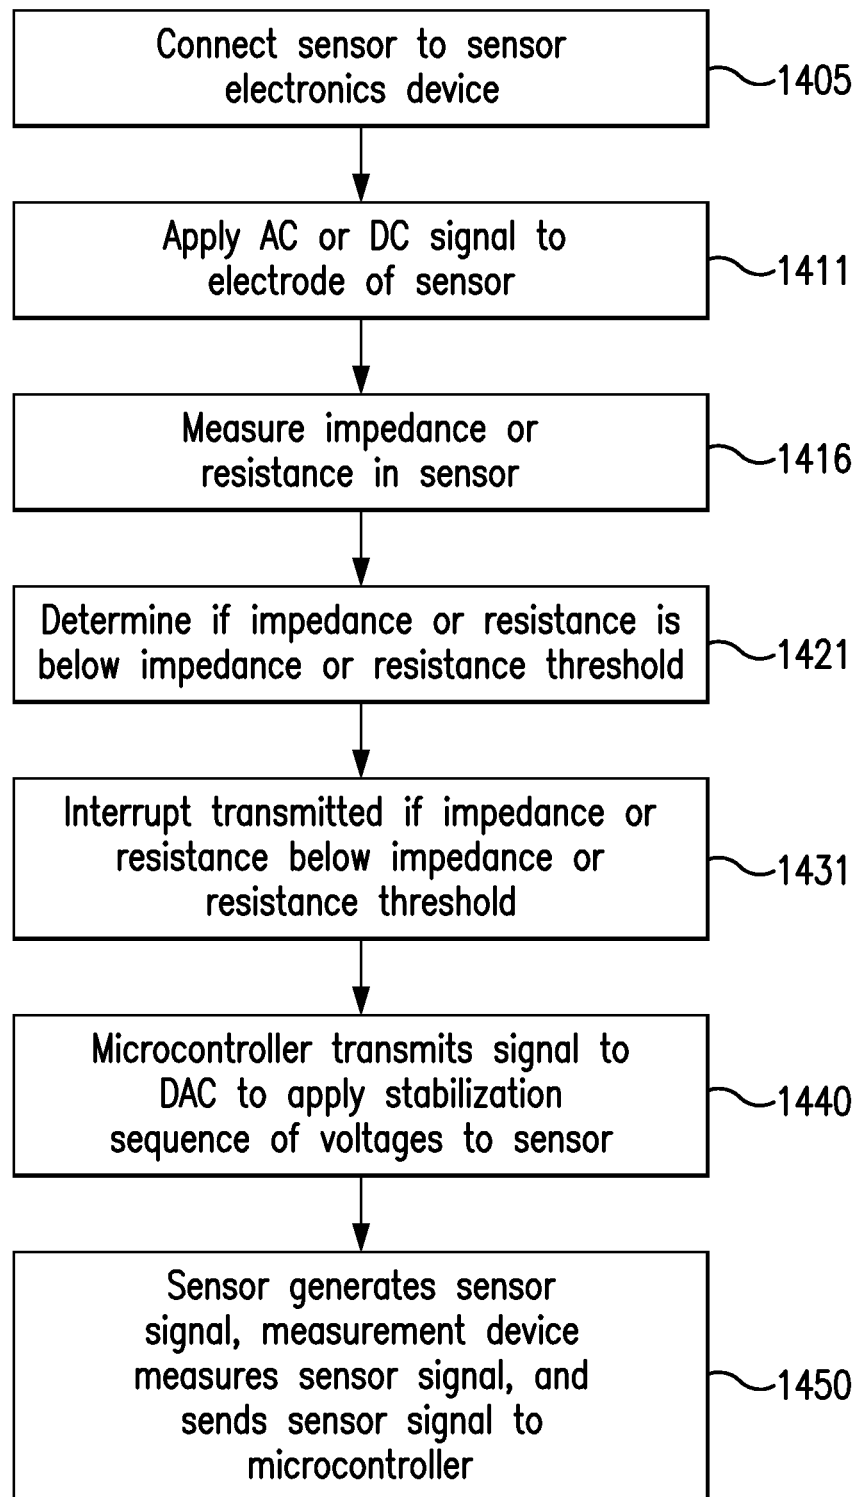 Connect sensor to sensor
electronics device
1405
Apply AC or DC signal to
electrode of sensor
1411
Measure impedance or
resistance in sensor
1416
Determine if impedance or resistance is
below impedance or resistance threshold
1421
Interrupt transmitted if impedance or
resistance below impedance or
resistance threshold
1431
Microcontroller transmits signal to
DAC to apply stabilization
sequence of voltages to sensor
1440
Sensor generates sensor
signal, measurement device
measures sensor signal, and
sends sensor signal to
microcontroller
1450